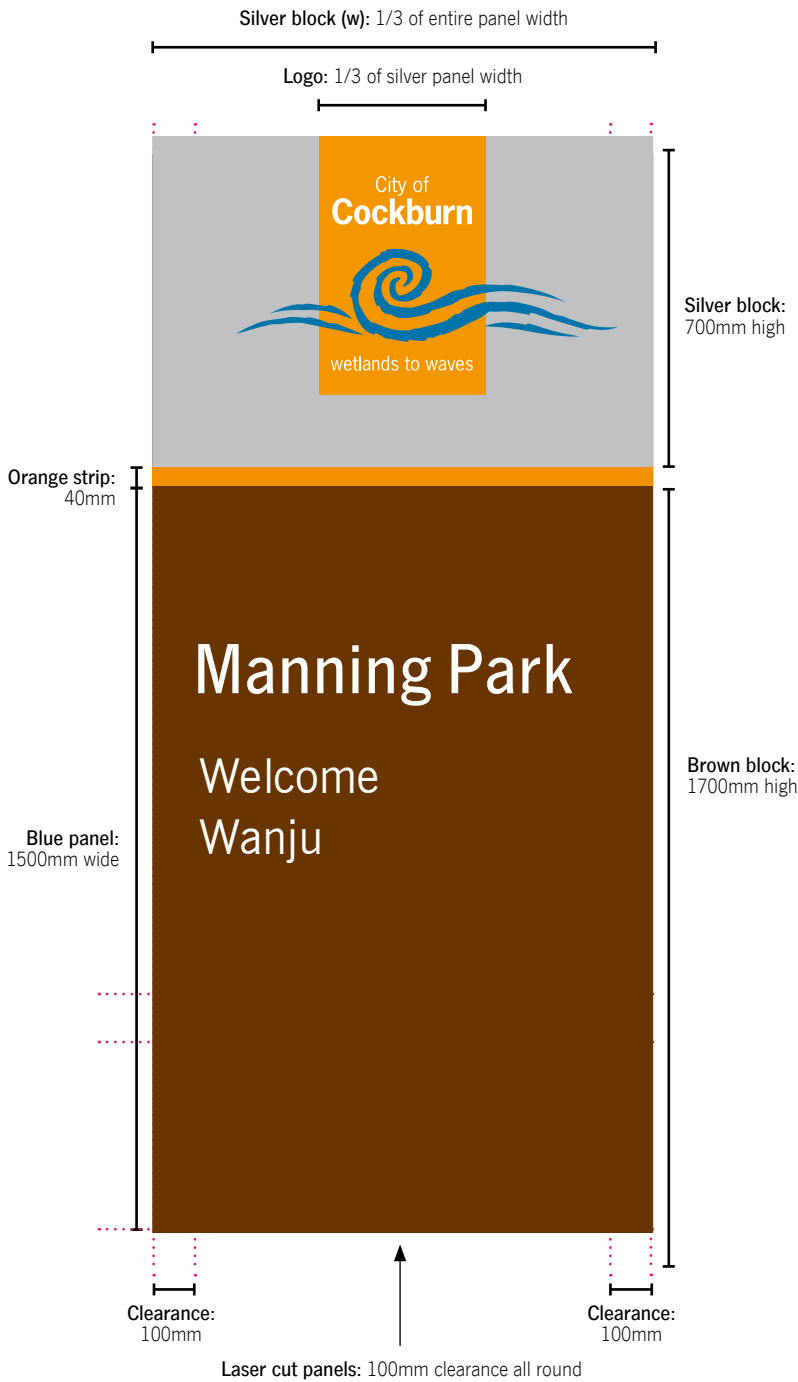 Silver block (w): 1/3 of entire panel width
Logo: 1/3 of silver panel width
City of
Cockburn
wetlands to waves
Silver block:
700mm high
Orange strip:
40mm
Manning Park
Welcome
Wanju
Brown block:
1700mm high
Blue panel:
1500mm wide
Clearance:
100mm
Clearance:
100mm
Laser cut panels: 100mm clearance all round